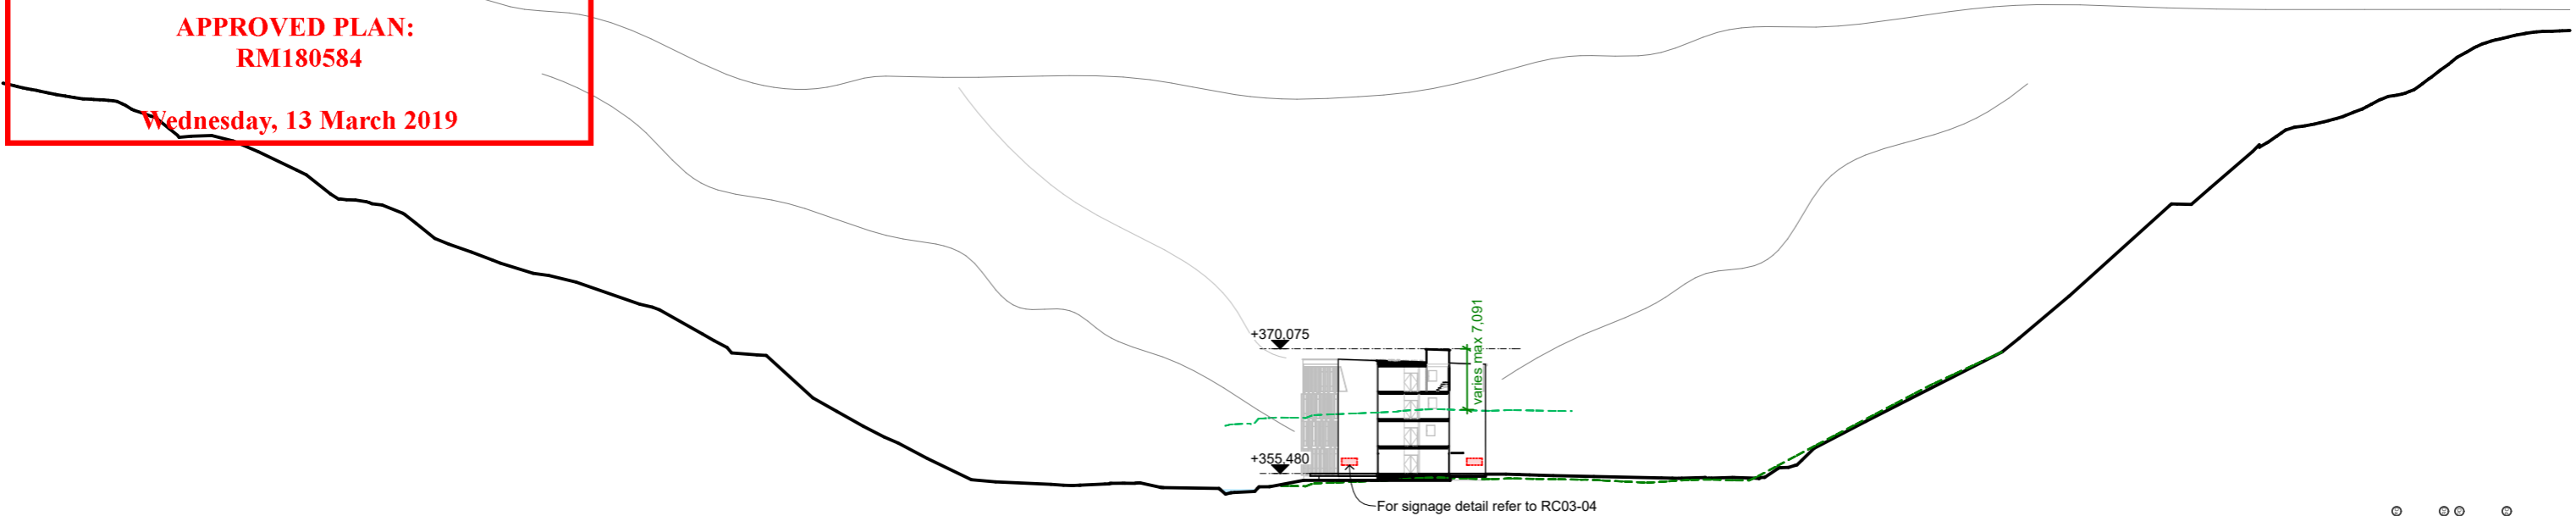 APPROVED PLAN:
RM180584
Wednesday, 13 March 2019
+370,075
varies max 7,091
+355,480
For signage detail refer to RC03-04